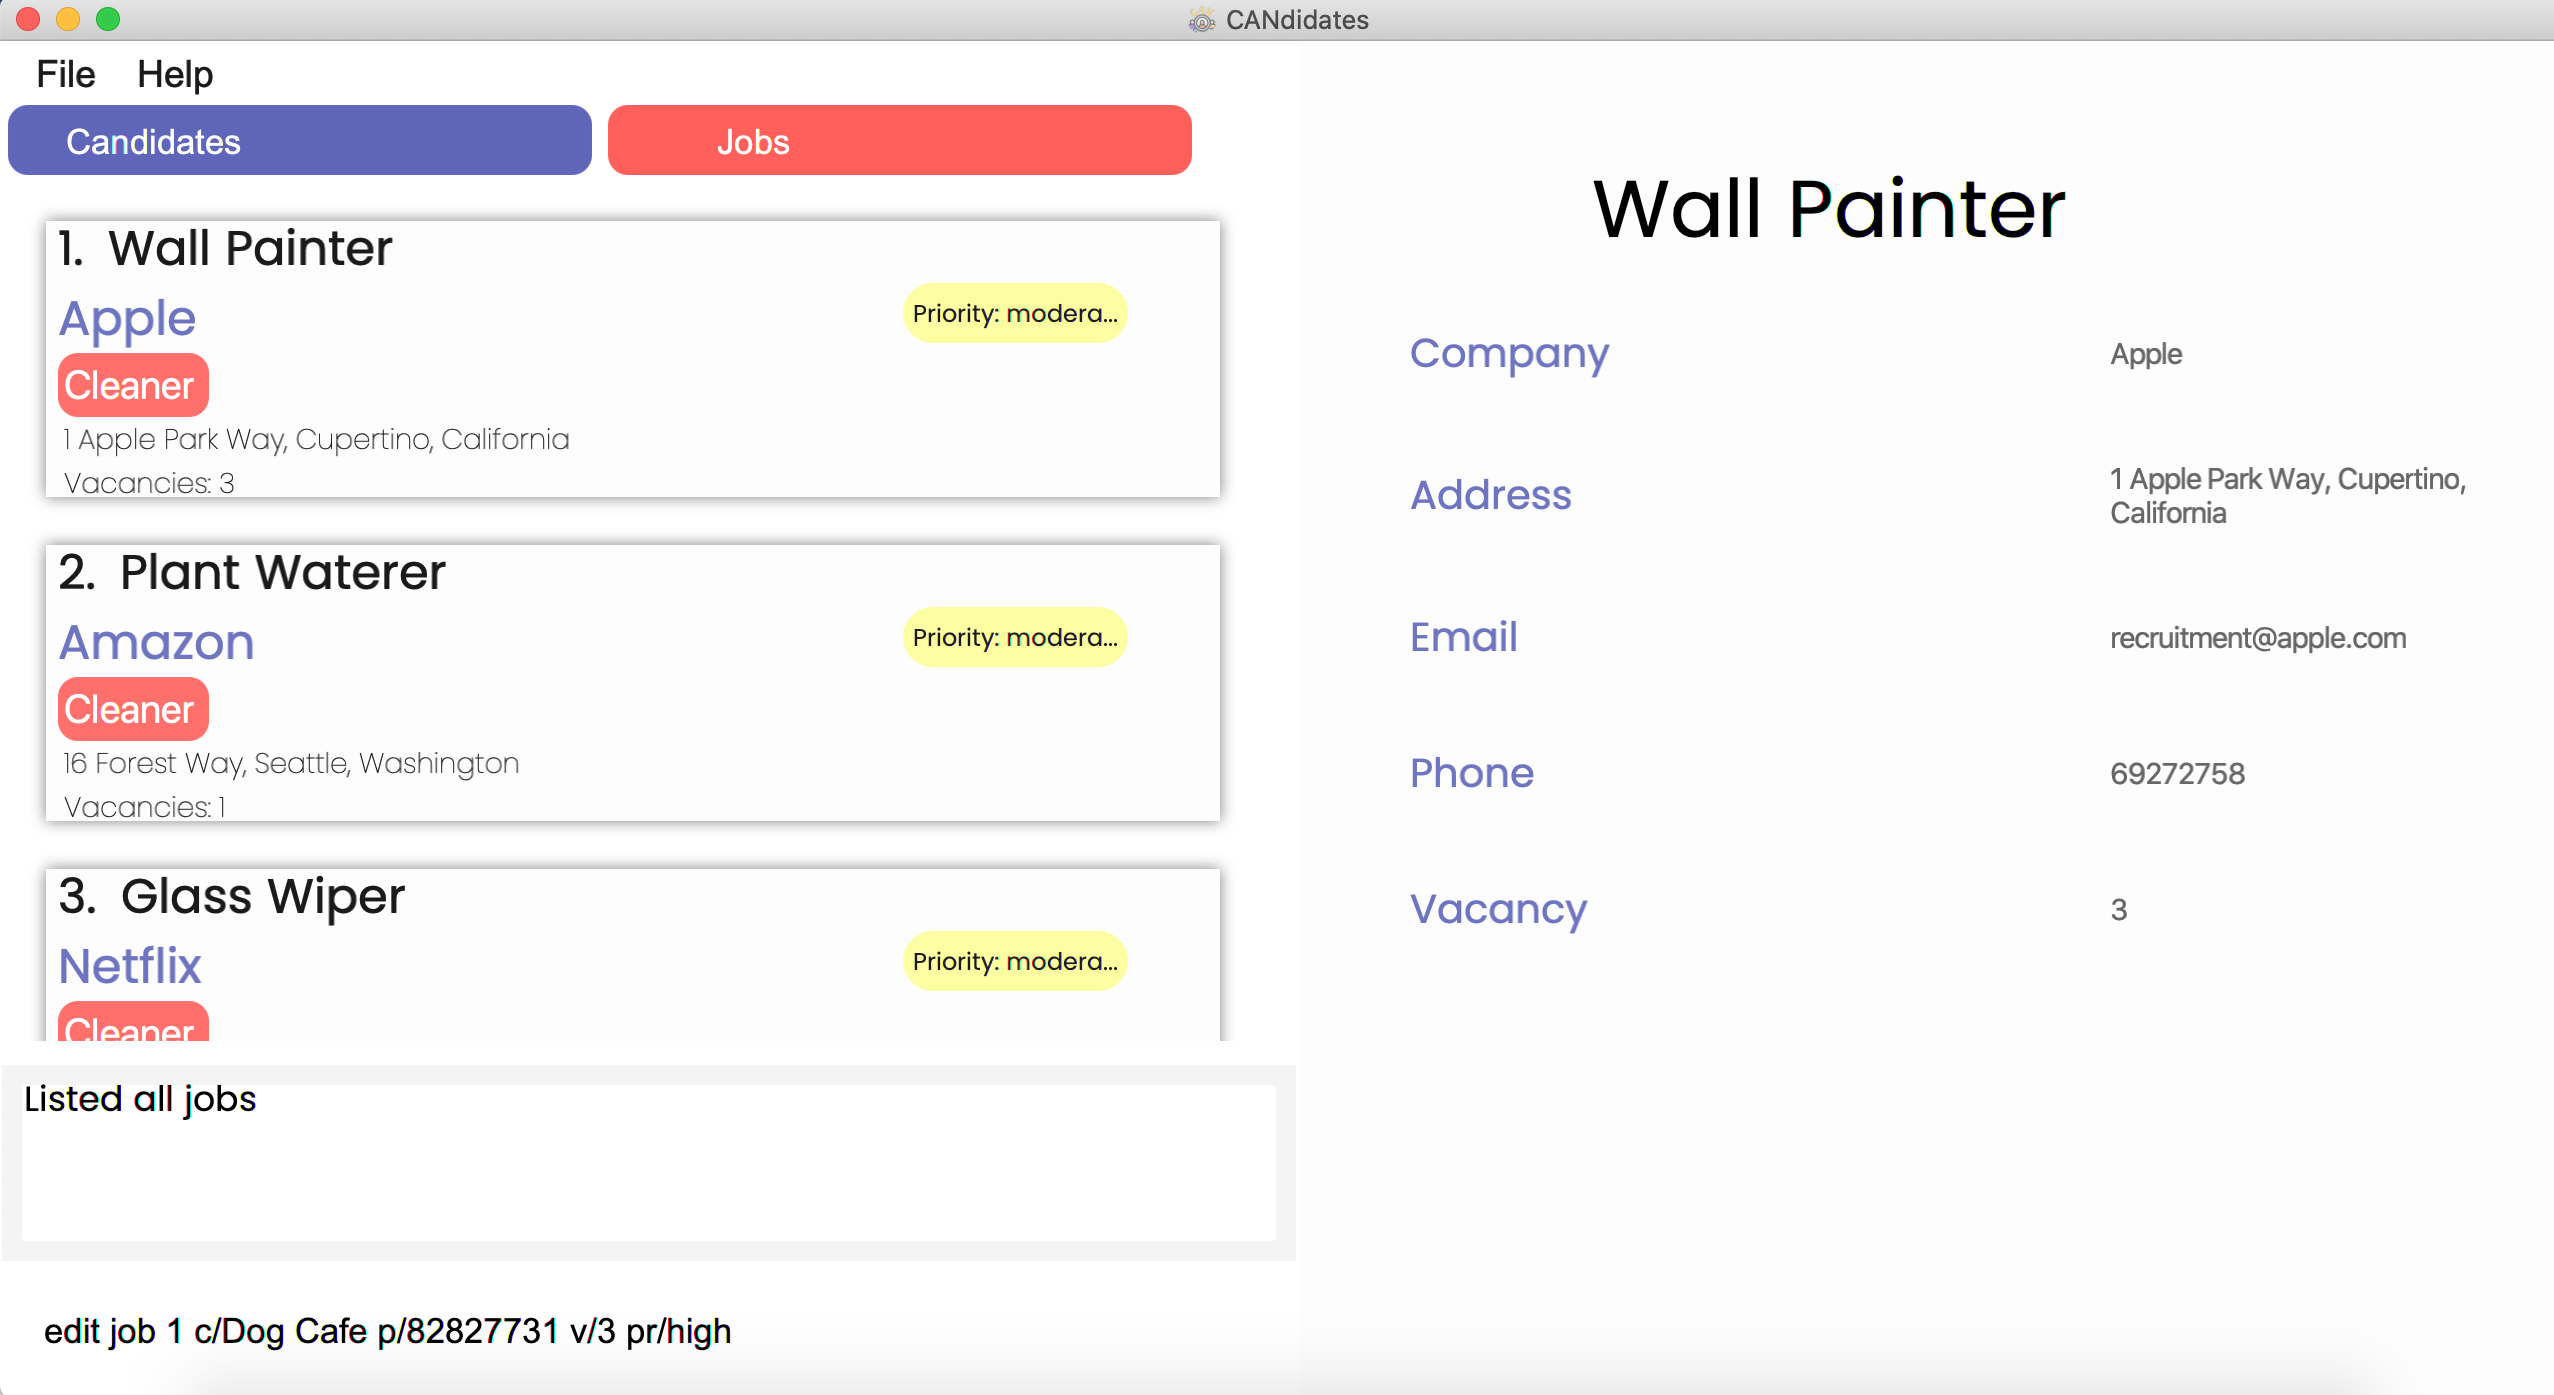 CANdidates
File Help
Candidates
Jobs
1. Wall Painter
Apple
Priority: modera...
Cleaner
1 Apple Park Way, Cupertino, California
Vacancies: 3
2. Plant Waterer
Amazon
Priority: modera...
Cleaner
16 Forest Way, Seattle, Washington
Vacancies: 1
3. Glass Wiper
Netflix
Priority: modera...
Cleaner
Listed all jobs
edit job 1 c/Dog Cafe p/82827731 v/3 pr/high
Wall Painter
Company
Apple
Address
1 Apple Park Way, Cupertino,
California
Email
recruitment@apple.com
Phone
69272758
Vacancy
3